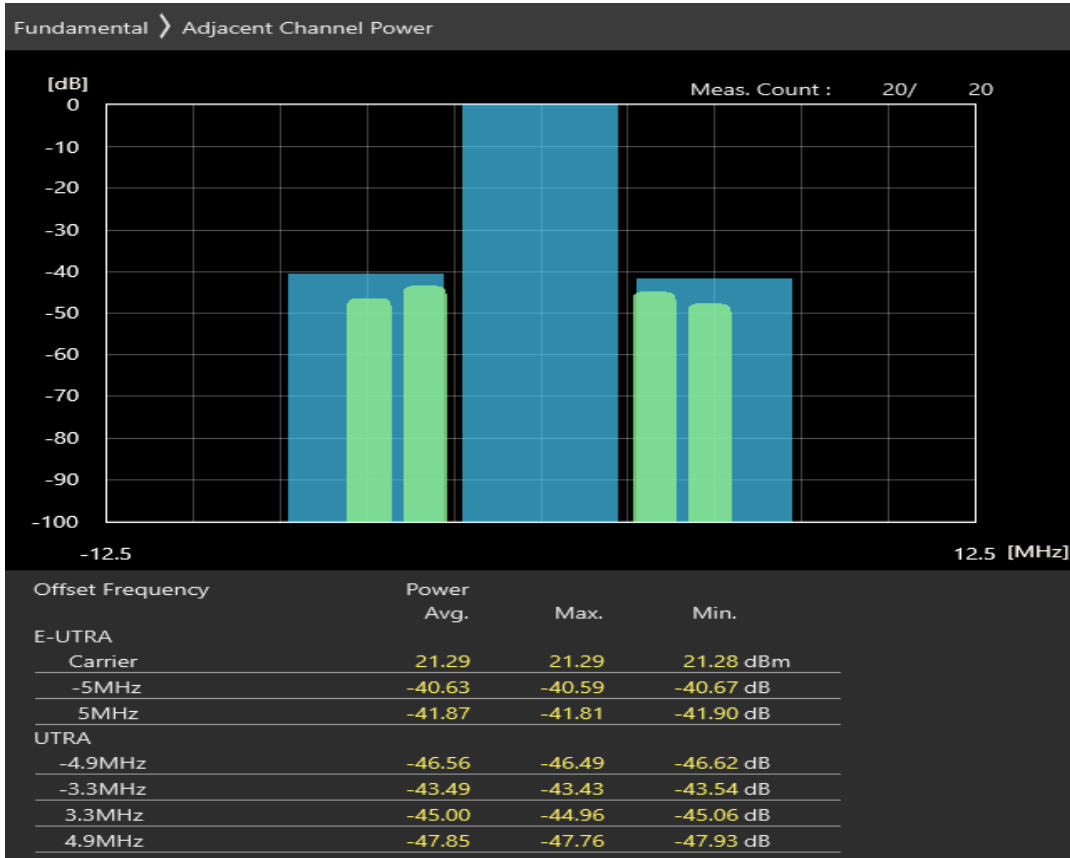 Fundamental 》 Adjacent Channel Power
[dB]
Meas. Count : 20/ 20
0
-10
-20
-30
-40
-50
-60
-70
-80
-90
-100
-12.5 12.5 [MHz]
Offset Frequency Power
Avg. Max. Min.
E-UTRA
Carrier 21.29 21.29 21.28 dBm
-5MHz -40.63 -40.59 -40.67 dB
5MHz -41.87 -41.81 -41.90 dB
UTRA
-4.9MHz -46.56 -46.49 -46.62 dB
-3.3MHz -43.49 -43.43 -43.54 dB
3.3MHz -45.00 -44.96 -45.06 dB
4.9MHz -47.85 -47.76 -47.93 dB